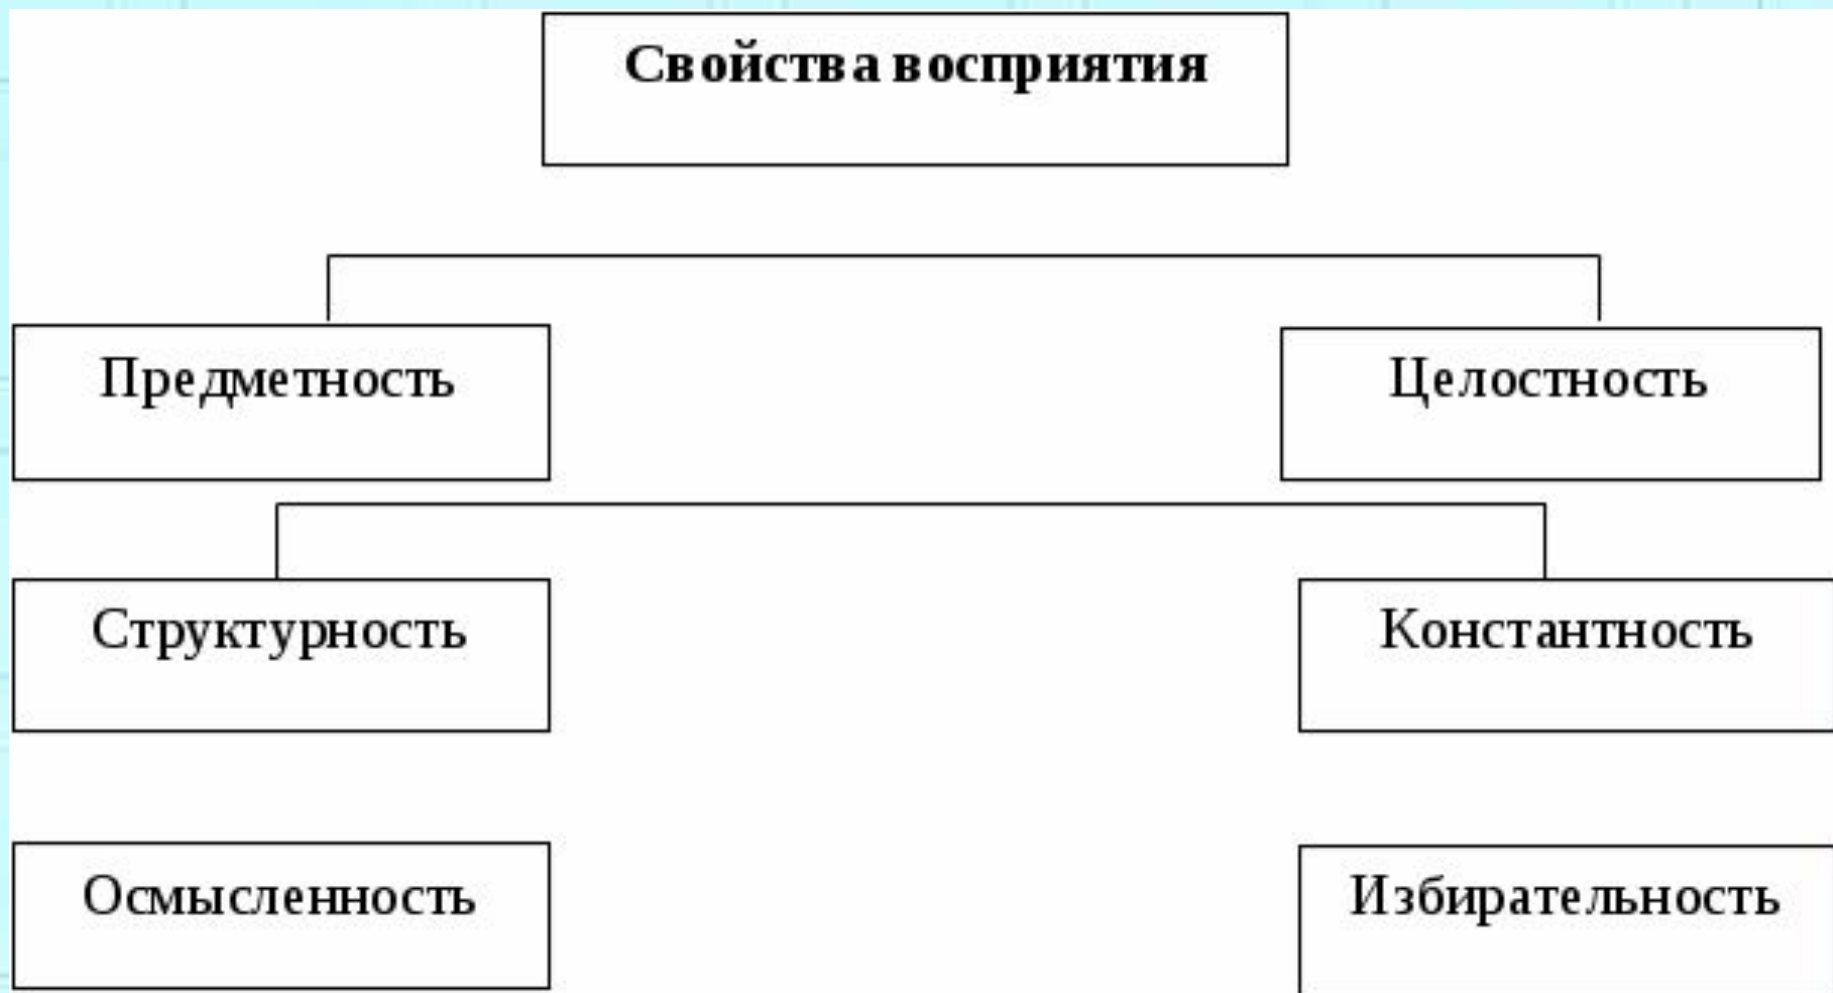 Свойства восприятия
Предметность
Целостность
Структурность
Константность
Осмысленность
Избирательность